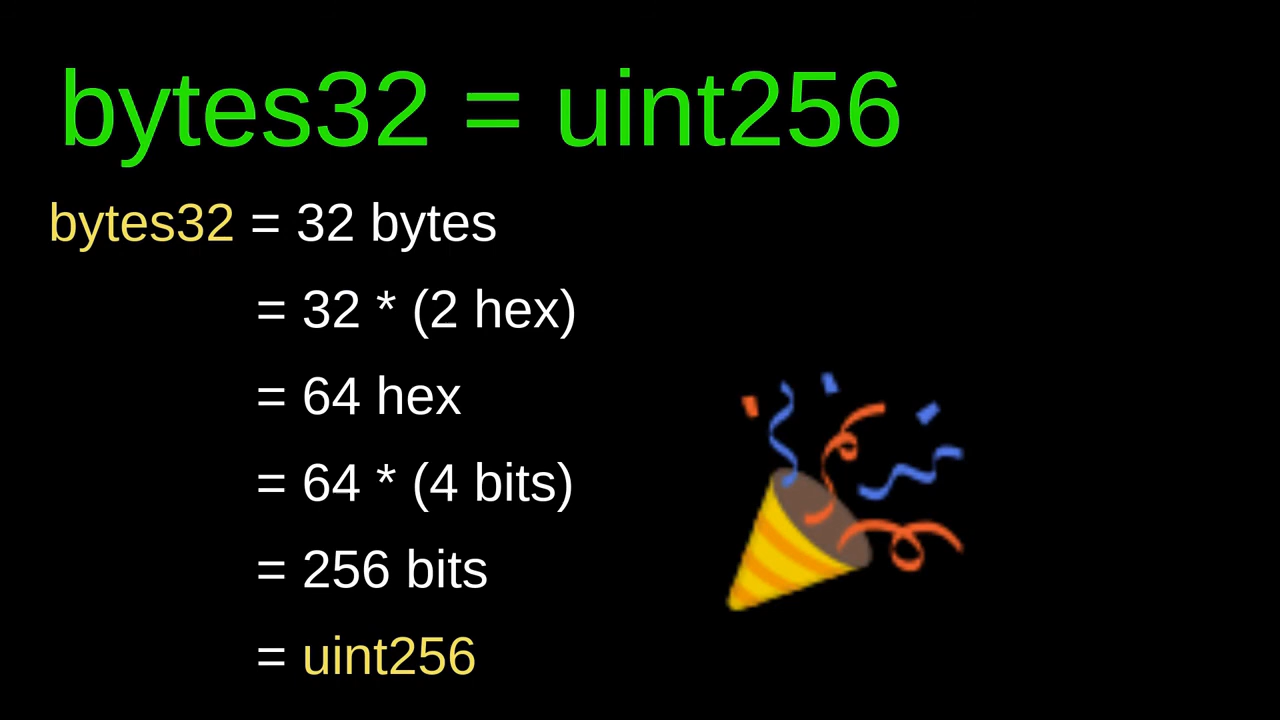 bytes32 = uint256
bytes32 = 32 bytes
= 32 * (2 hex)
= 64 hex
= 64 * (4 bits)
= 256 bits
= uint256